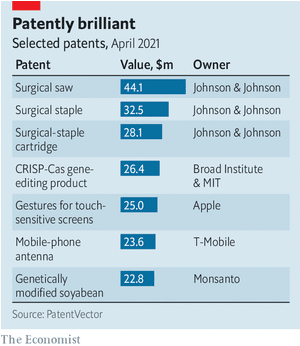 Patently brilliant
Selected patents, April 2021
Patent Value, $m Owner
Surgical saw 44.1 Johnson & Johnson
Surgical staple 32.5 Johnson & Johnson
Surgical-staple
cartridge 28.1 Johnson & Johnson
CRISP-Cas gene-
editing product 26.4 Broad Institute
& MIT
Gestures for touch-
sensitive screens 25.0 Apple
Mobile-phone
antenna 23.6 T-Mobile
Genetically
modified soyabean 22.8 Monsanto
Source: PatentVector
The Economist